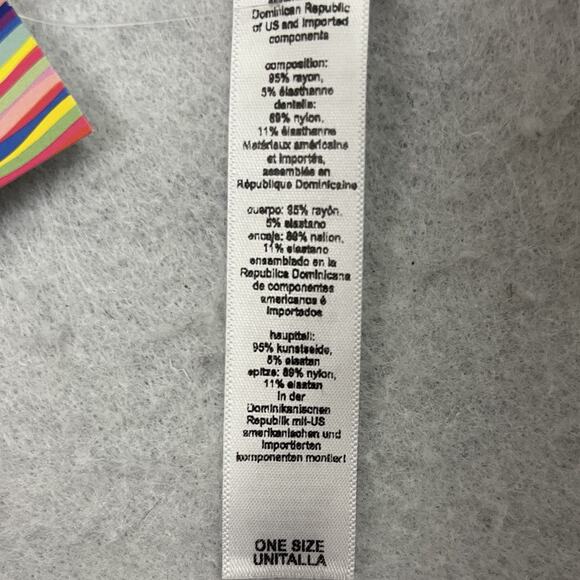 Dominican Republic
of US and imported
components
composition:
95% rayon,
5% élasthanne
dentelle:
89% nylon,
11% élasthanne
Matériaux américains
et importés,
assemblés en
République Dominicaine
cuerpo: 95% rayón,
5% elastano
encaje: 89% nailon,
11% elastano
ensamblado en la
Republica Dominicana
de componentes
americanos é
importados
hauptteil:
95% kunstseide,
5% elastan
spitze: 89% nylon,
11% elastan
in der
Dominikanischen
Republik mit-US
amerikanischen und
importierten
komponenten montiert
ONE SIZE
UNITALLA